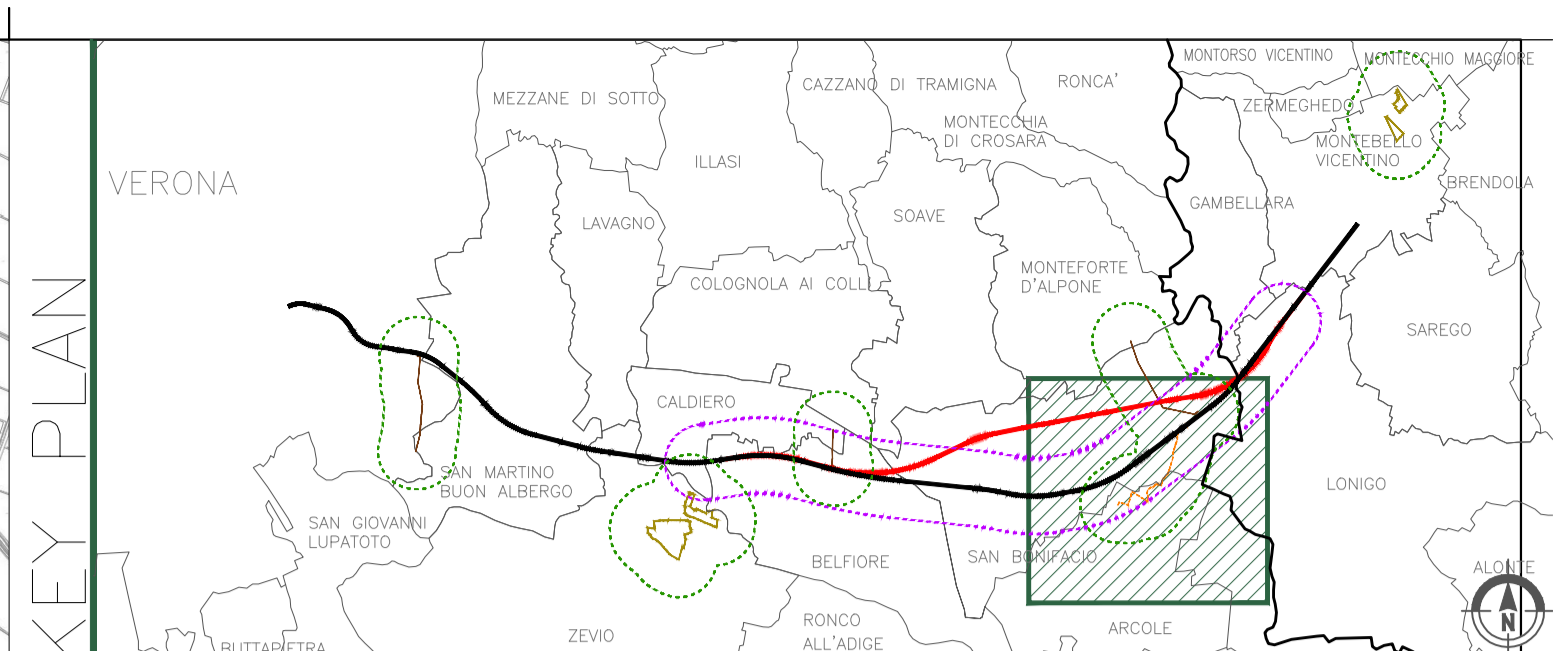 KEY PLAN
MONTORSO VICENTINO
MONTECCHIO MAGGIORE
MEZZANE DI SOTTO
CAZZANO DI TRAMIGNA
RONCA'
ZERMEGHEDO
MONTECCHIA
DI CROSARA
MONTEBELLO
VICENTINO
ILLASI
VERONA
BRENDOLA
GAMBELLARA
LAVAGNO
SOAVE
MONTEFORTE
D'ALPONE
COLOGNOLA AI COLLI
SAREGO
CALDIERO
SAN MARTINO
BUON ALBERGO
LONIGO
SAN GIOVANNI
LUPATOTO
BELFIORE
SAN BONIFACIO
ALONTE
N
RONCO
ALL'ADIGE
ARCOLE
ZEVIO
BUTTAPIETRA